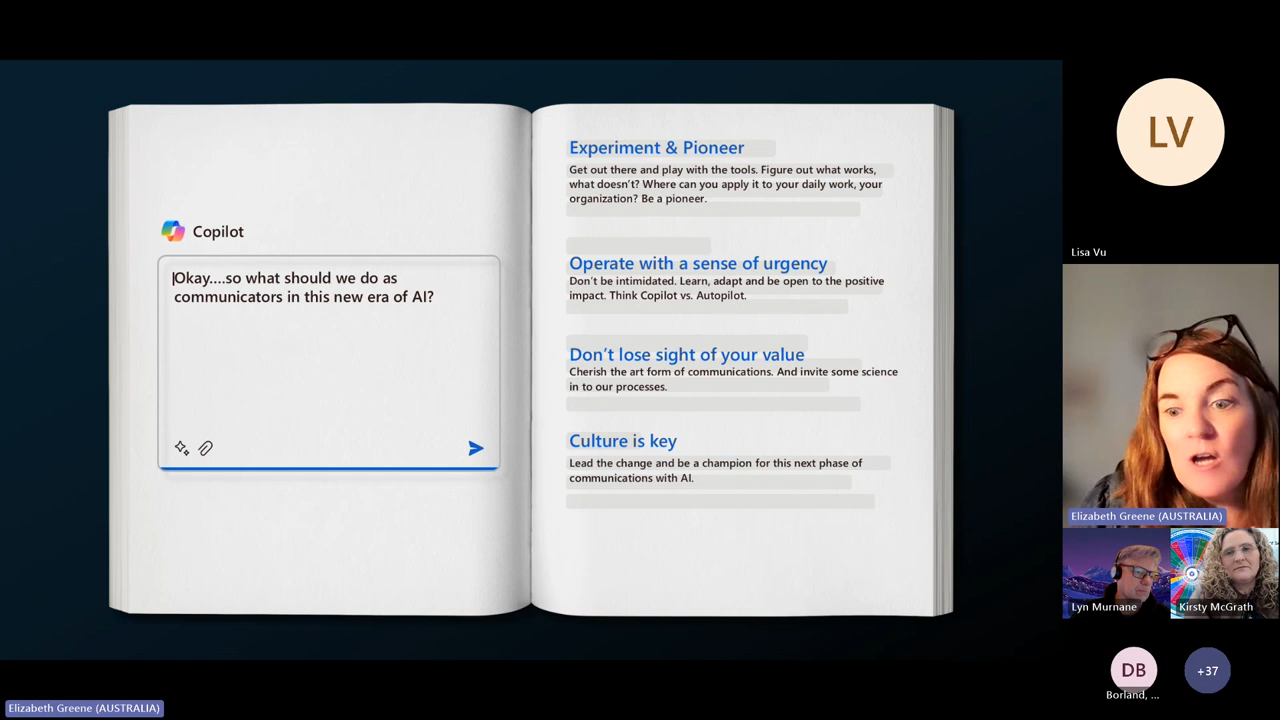 Copilot
Okay....so what should we do as
communicators in this new era of AI?
Experiment & Pioneer
Get out there and play with the tools. Figure out what works,
what doesn't? Where can you apply it to your daily work, your
organization? Be a pioneer.
Operate with a sense of urgency
Don't be intimidated. Learn, adapt and be open to the positive
impact. Think Copilot vs. Autopilot.
Don't lose sight of your value
Cherish the art form of communications. And invite some science
in to our processes.
Culture is key
Lead the change and be a champion for this next phase of
communications with AI.
LV
Lisa Vu
Elizabeth Greene (AUSTRALIA)
Lyn Murnane
Kirsty McGrath
DB
Borland, ...
+37
Elizabeth Greene (AUSTRALIA)